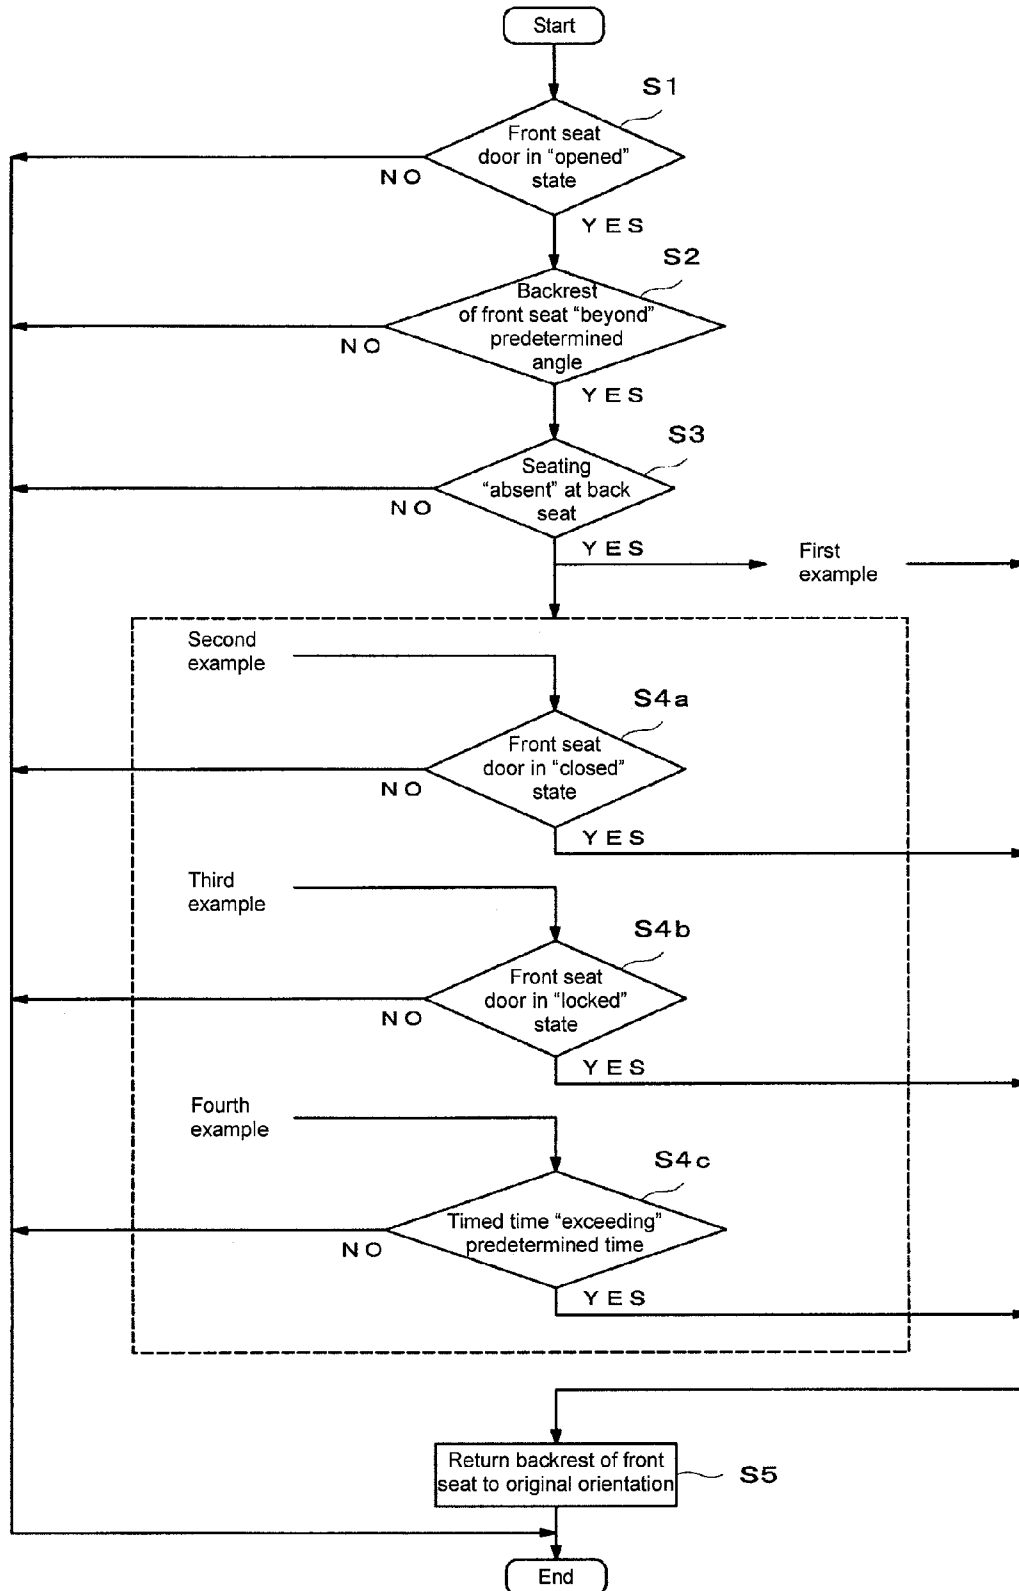 Start
S1
Front seat
door in “opened”
state
NO
YES
S2
Backrest
of front seat “beyond”
predetermined
angle
NO
YES
S3
Seating
“absent” at back
seat
NO
YES
First
example
Second
example
S4a
Front seat
door in “closed”
state
NO
YES
Third
example
S4b
Front seat
door in “locked”
state
NO
YES
Fourth
example
S4c
Timed time “exceeding”
predetermined time
NO
YES
Return backrest of front
seat to original orientation
S5
End